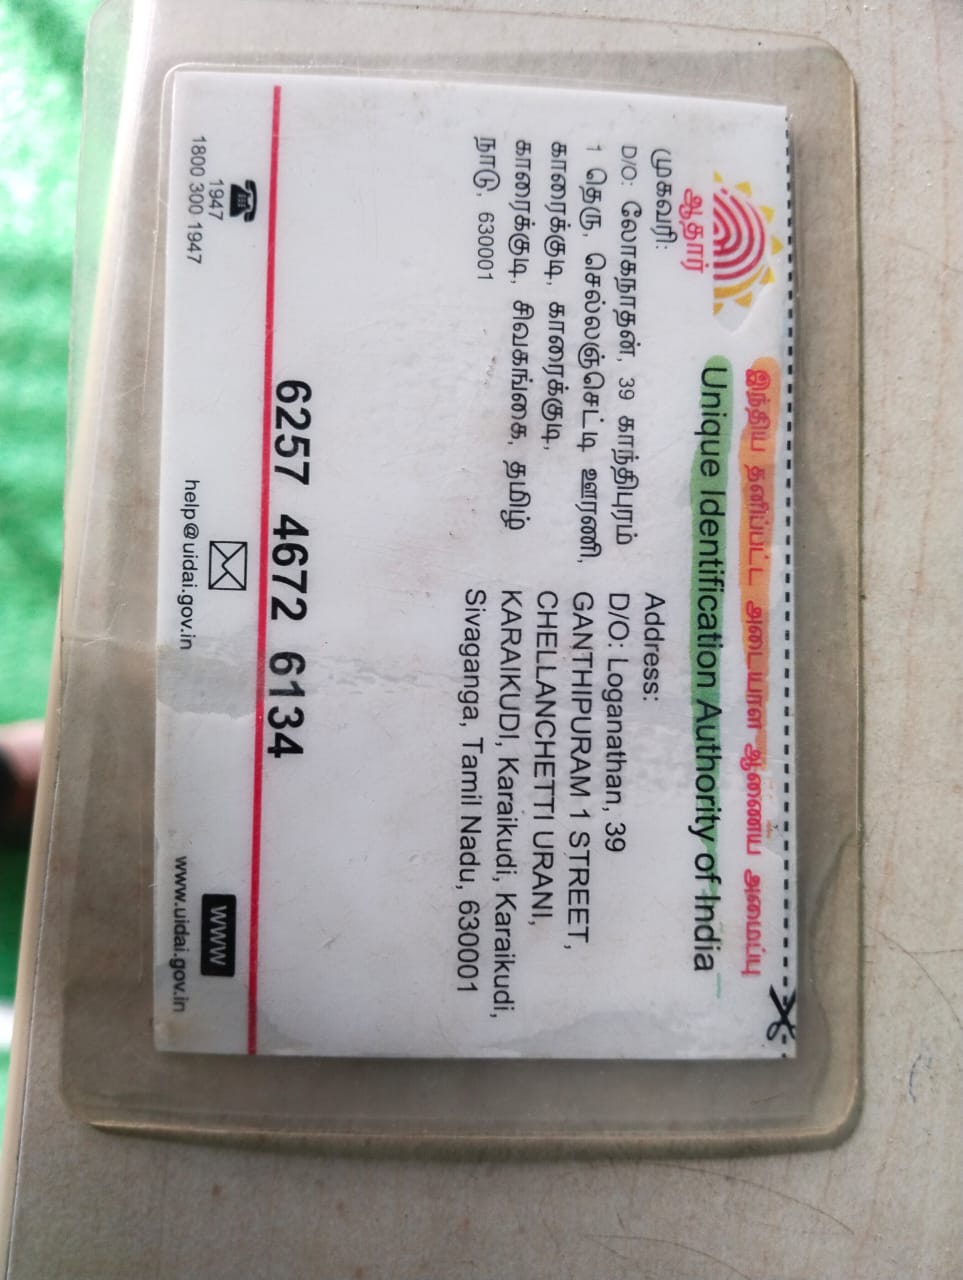 இந்திய தனிப்பட்ட அடையாள ஆணைய அமைப்பு
Unique Identification Authority of India
ஆதார்
முகவரி:
D/O: லோகநாதன், 39 காந்திபுரம்
1 தெரு, செல்லஞ்செட்டி ஊரணி,
காரைக்குடி, காரைக்குடி,
காரைக்குடி, சிவகங்கை, தமிழ்
நாடு, 630001
Address:
D/O: Loganathan, 39
GANTHIPURAM 1 STREET,
CHELLANCHETTI URANI,
KARAIKUDI, Karaikudi, Karaikudi,
Sivaganga, Tamil Nadu, 630001
6257 4672 6134
1947
1800 300 1947
help@uidai.gov.in
www
www.uidai.gov.in